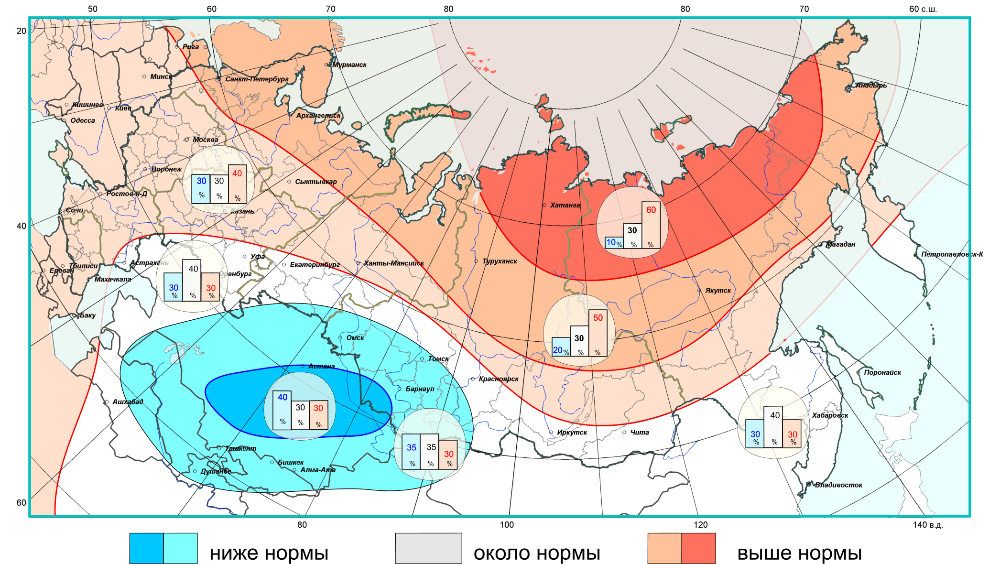 50 60 70 80 80 70 60 с.ш.
20
40
60
Рига
Мурманск
Минск
Санкт-Петербург
Анадырь
Кишинев
Киев
Одесса
Архангельск
Москва
Воронеж
Сыктывкар
30 % 30 % 40 %
Ростов-н-Д
Хатанга
Сочи
Казань
10 % 30 % 60 %
Магадан
Петропавловск-К
Уфа
Астрахань
Екатеринбург
Ханты-Мансийск
Туруханск
Тбилиси
Ереван
Оренбург
Махачкала
30 % 40 % 30 %
Якутск
Баку
20 % 30 % 50 %
Омск
Томск
Астана
Поронайск
Красноярск
Барнаул
Ашхабад
40 % 30 % 30 %
Хабаровск
30 % 40 % 30 %
Иркутск
Чита
Ташкент
35 % 35 % 30 %
Бишкек
Алма-Ата
Душанбе
Владивосток
80 100 120 140 в.д.
ниже нормы
около нормы
выше нормы